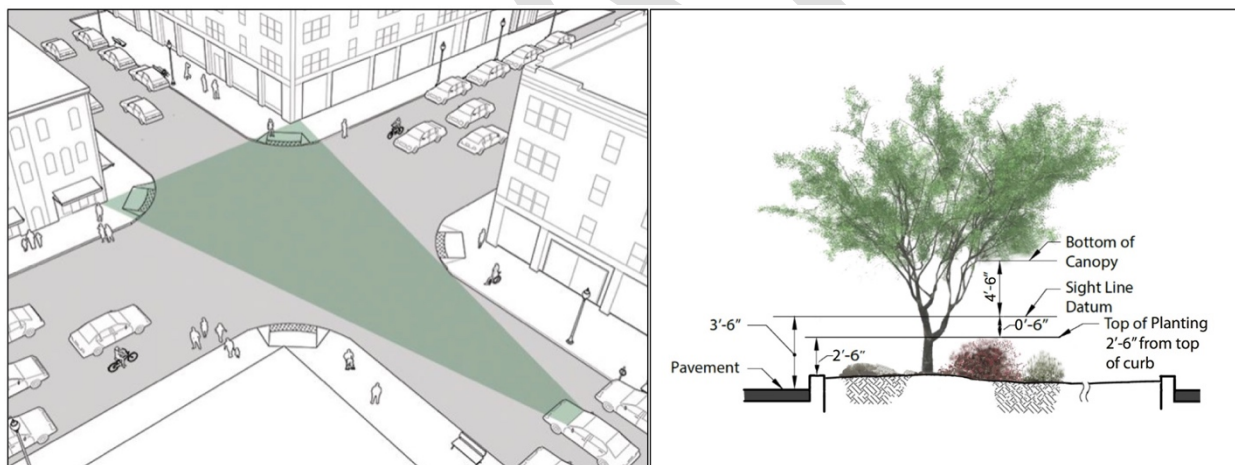 Bottom of
Canopy
4'-6"
Sight Line
Datum
3'-6"
0'-6"
Top of Planting
2'-6" from top
of curb
2'-6"
Pavement